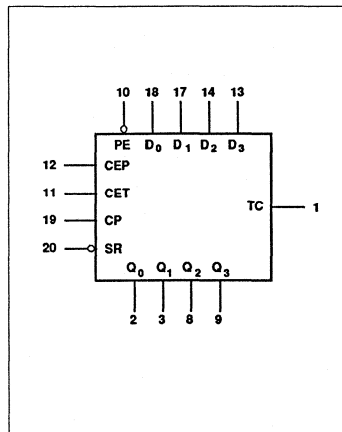 10 18 17 14 13
PE D0 D1 D2 D3
12 CEP
11 CET
19 CP
TC 1
20 SR
Q0 Q1 Q2 Q3
2 3 8 9